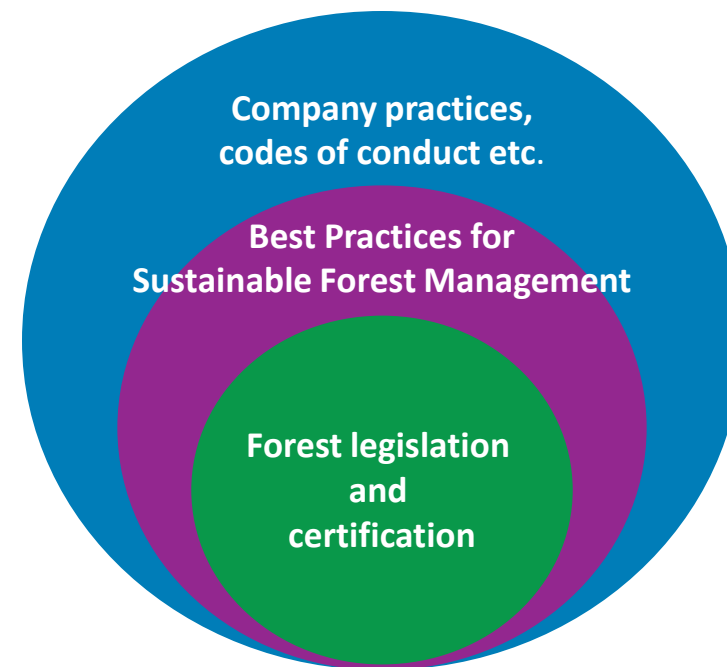 Company practices,
codes of conduct etc.
Best Practices for
Sustainable Forest Management
Forest legislation
and
certification